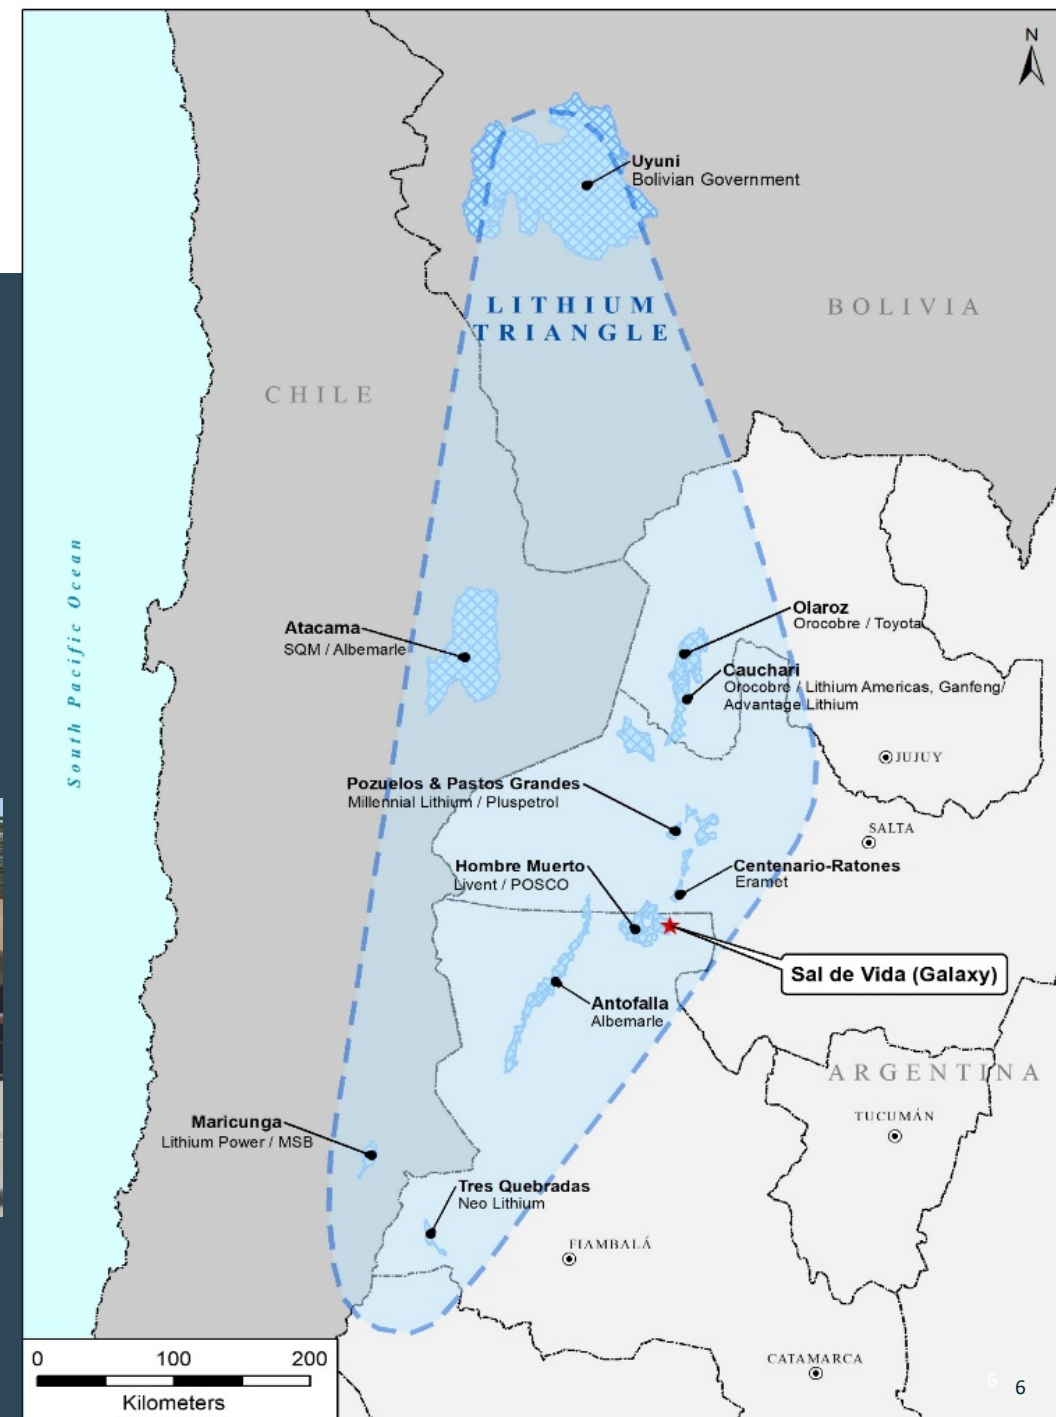 N
Uyuni
Bolivian Government
LITHIUM
TRIANGLE
BOLIVIA
CHILE
South Pacific Ocean
Olaroz
Orocobre / Toyota
Atacama
SQM / Albemarle
Cauchari
Orocobre / Lithium Americas, Ganfeng/
Advantage Lithium
JUJUY
Pozuelos & Pastos Grandes
Millennial Lithium / Pluspetrol
SALTA
Hombre Muerto
Livent / POSCO
Centenario-Ratones
Eramet
Sal de Vida (Galaxy)
Antofalla
Albemarle
ARGENTINA
TUCUMÁN
Maricunga
Lithium Power / MSB
Tres Quebradas
Neo Lithium
FIAMBALÁ
CATAMARCA
0 100 200
Kilometers
6 6